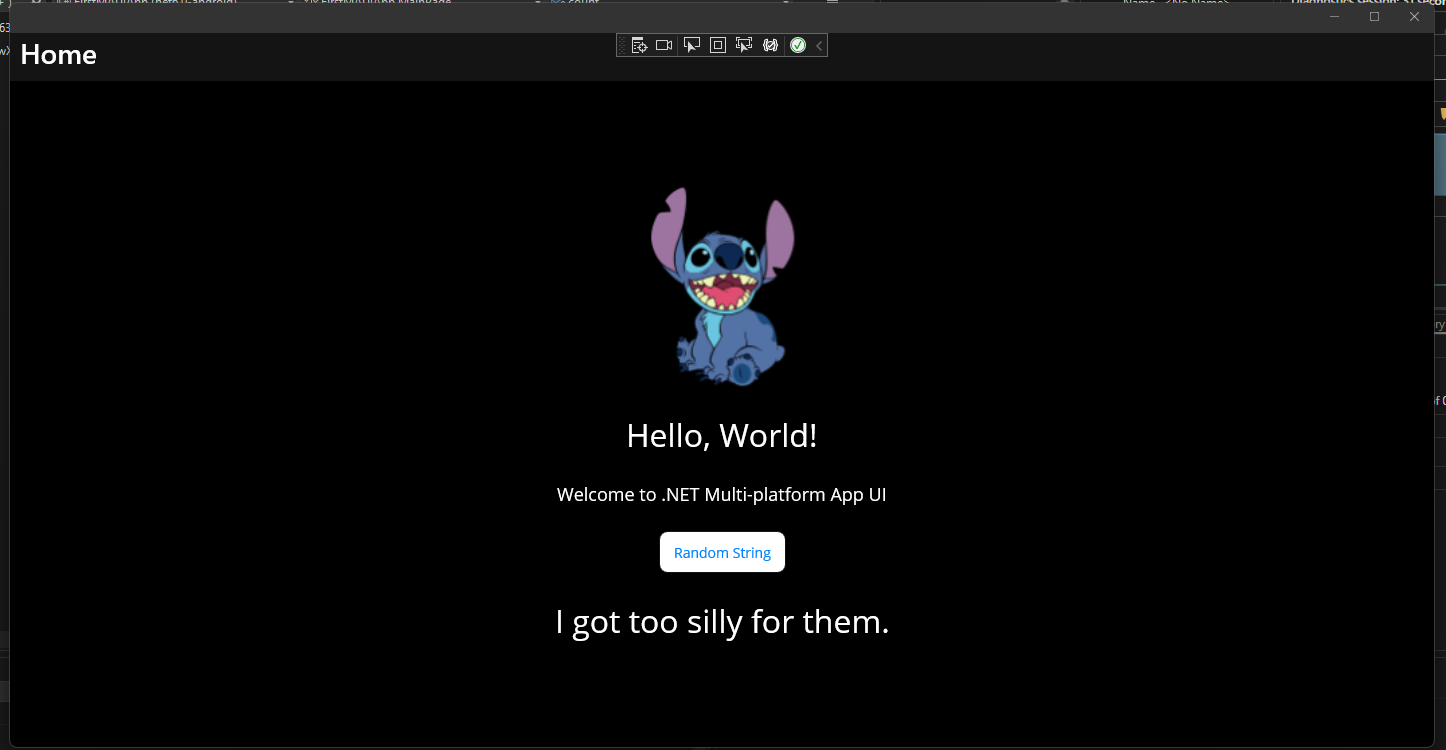 Home
Hello, World!
Welcome to .NET Multi-platform App UI
Random String
I got too silly for them.